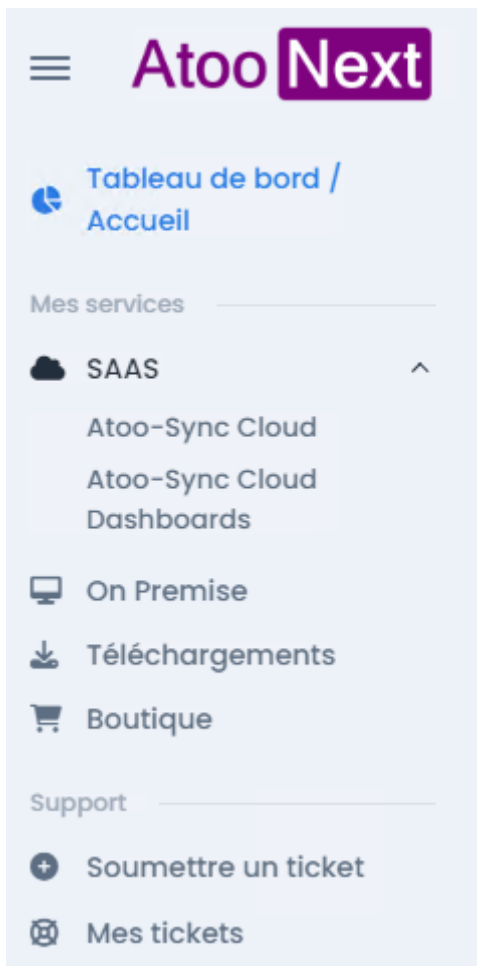 Atoo Next
Tableau de bord /
Accueil
Mes services
SAAS
Atoo-Sync Cloud
Atoo-Sync Cloud
Dashboards
On Premise
Téléchargements
Boutique
Support
Soumettre un ticket
Mes tickets